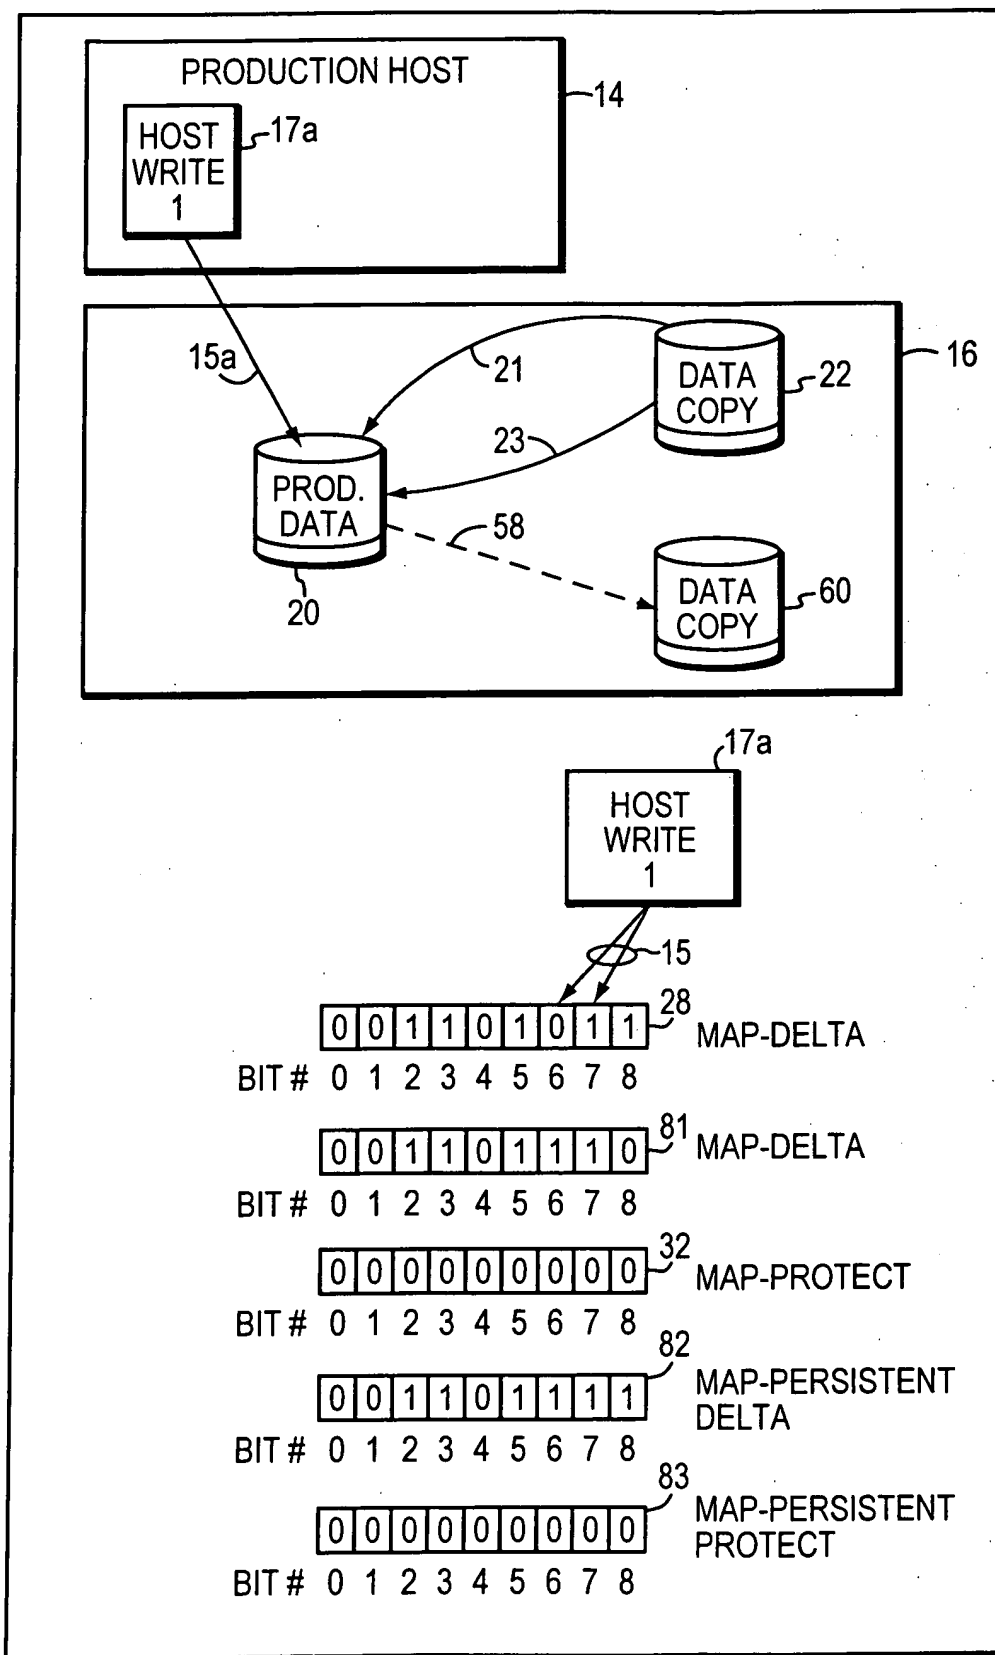 PRODUCTION HOST
14
HOST
WRITE
1
17a
15a
21
DATA
COPY
22
16
23
PROD.
DATA
20
58
DATA
COPY
60
17a
HOST
WRITE
1
15
0 0 1 1 0 1 0 1 1
28
MAP-DELTA
BIT # 0 1 2 3 4 5 6 7 8
0 0 1 1 0 1 1 1 0
81
MAP-DELTA
BIT # 0 1 2 3 4 5 6 7 8
0 0 0 0 0 0 0 0 0
32
MAP-PROTECT
BIT # 0 1 2 3 4 5 6 7 8
0 0 1 1 0 1 1 1 1
82
MAP-PERSISTENT
DELTA
BIT # 0 1 2 3 4 5 6 7 8
0 0 0 0 0 0 0 0 0
83
MAP-PERSISTENT
PROTECT
BIT # 0 1 2 3 4 5 6 7 8